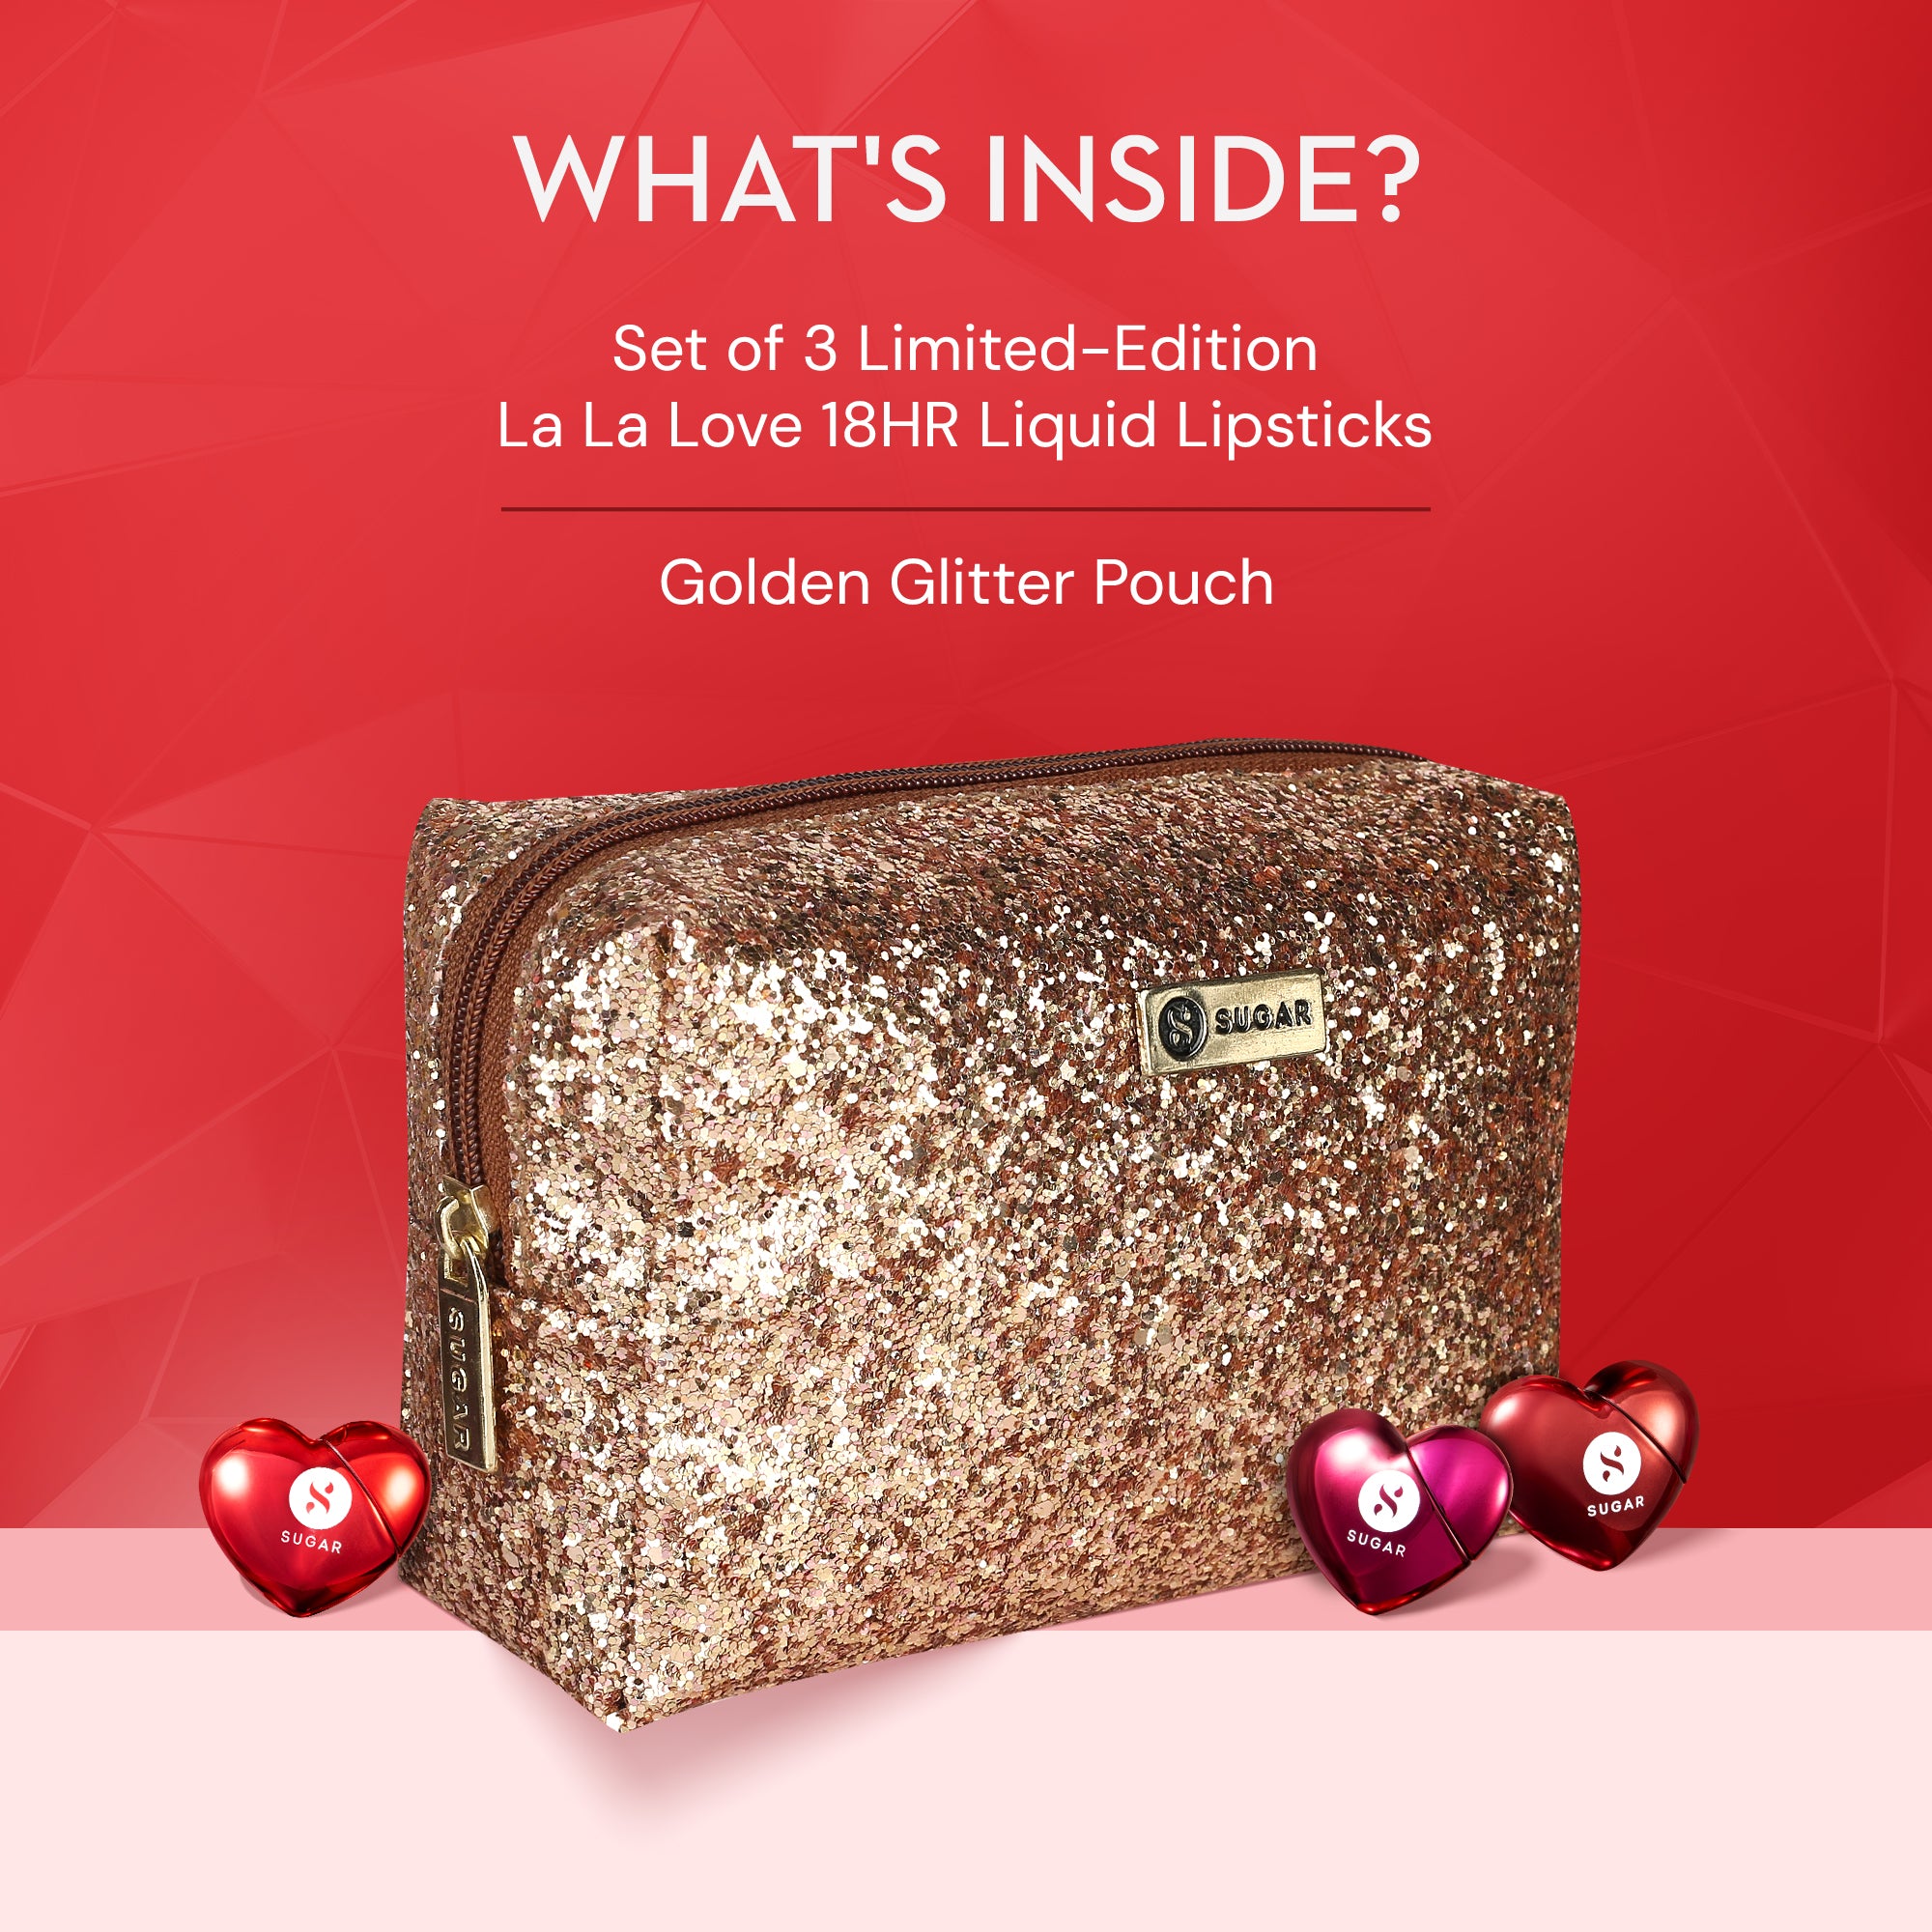 WHAT'S INSIDE?
Set of 3 Limited-Edition
La La Love 18HR Liquid Lipsticks
Golden Glitter Pouch
SUGAR
SUGAR
SUGAR
SUGAR
SUGAR